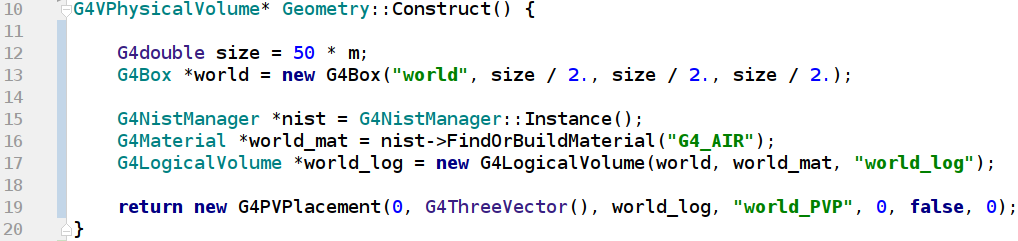 10 G4VPhysicalVolume* Geometry::Construct() {
11
12 G4double size = 50 * m;
13 G4Box *world = new G4Box("world", size / 2., size / 2., size / 2.);
14
15 G4NistManager *nist = G4NistManager::Instance();
16 G4Material *world_mat = nist->FindOrBuildMaterial("G4_AIR");
17 G4LogicalVolume *world_log = new G4LogicalVolume(world, world_mat, "world_log");
18
19 return new G4PVPlacement(0, G4ThreeVector(), world_log, "world_PVP", 0, false, 0);
20 }